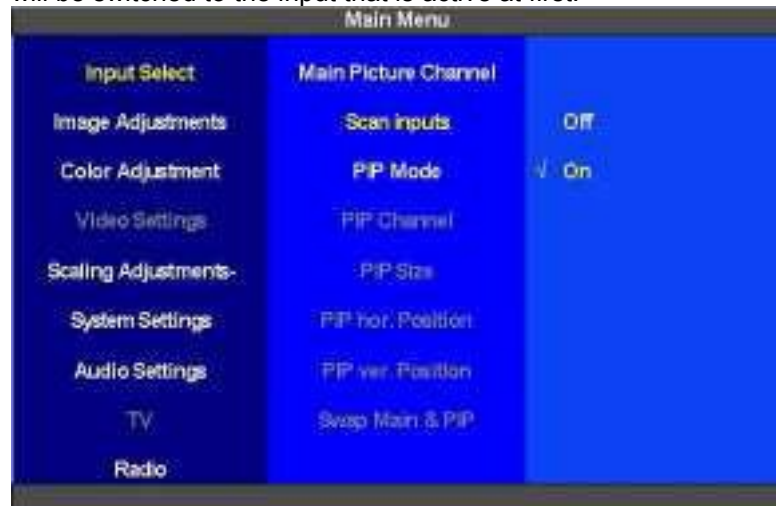 will be switched to the input that is active at first.
Main Menu
Input Select
Main Picture Channel
Image Adjustments
Scan inputs
Off
Color Adjustment
PIP Mode
√ On
Video Settings
PIP Channel
Scaling Adjustments-
PIP Size
System Settings
PIP hor. Position
Audio Settings
PIP ver. Position
TV
Swap Main & PIP
Radio